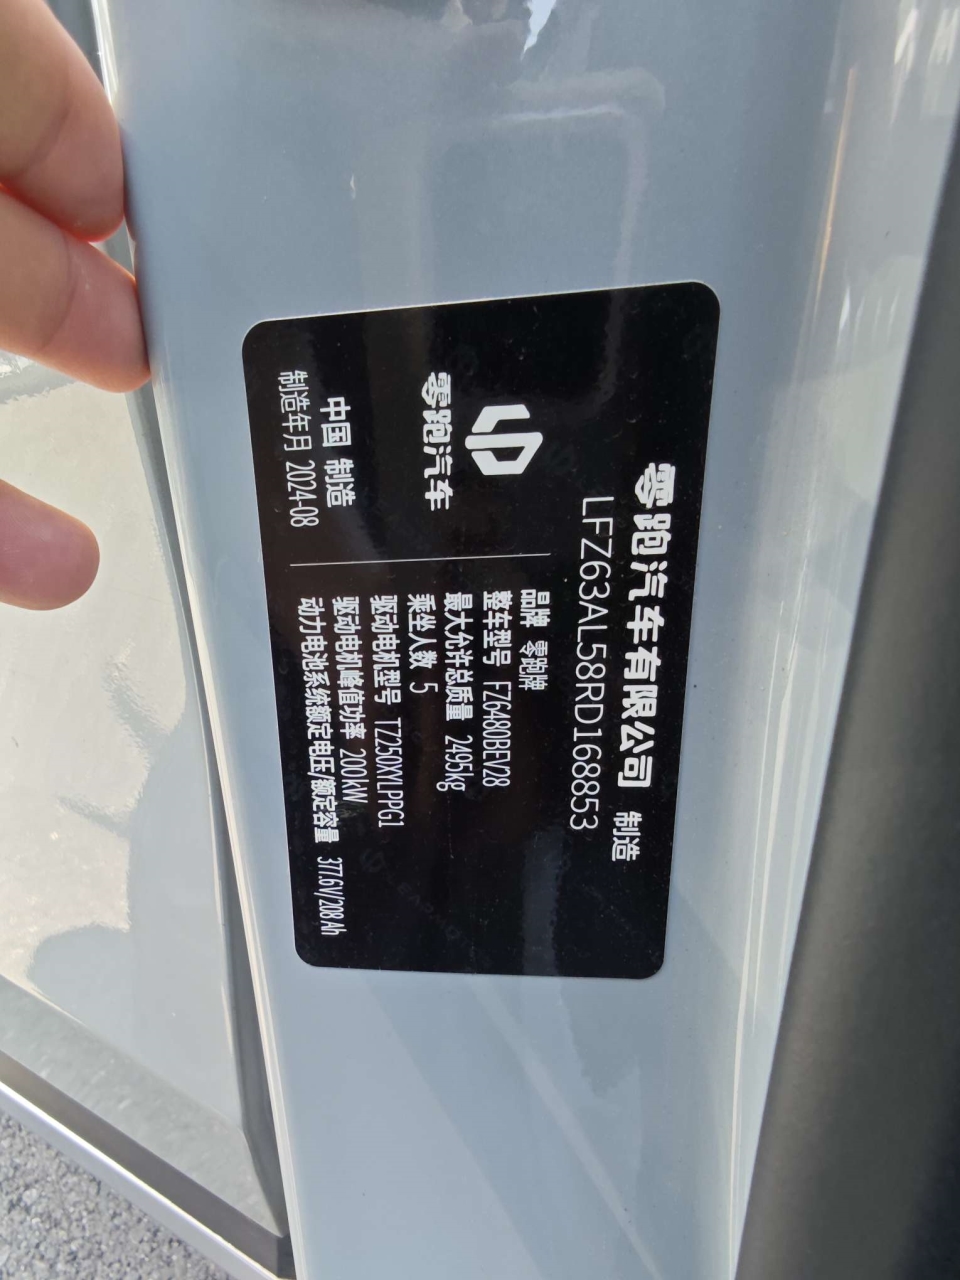 零跑汽车有限公司 制造
LFZ63AL58RD168853
零跑汽车
中国 制造
制造年月 2024-08
品牌 零跑牌
整车型号 FZ6480BEV28
最大允许总质量 2495kg
乘坐人数 5
驱动电机型号 TZ250XYLPPG1
驱动电机峰值功率 200kW
动力电池系统额定电压/额定容量 377.6V/208Ah